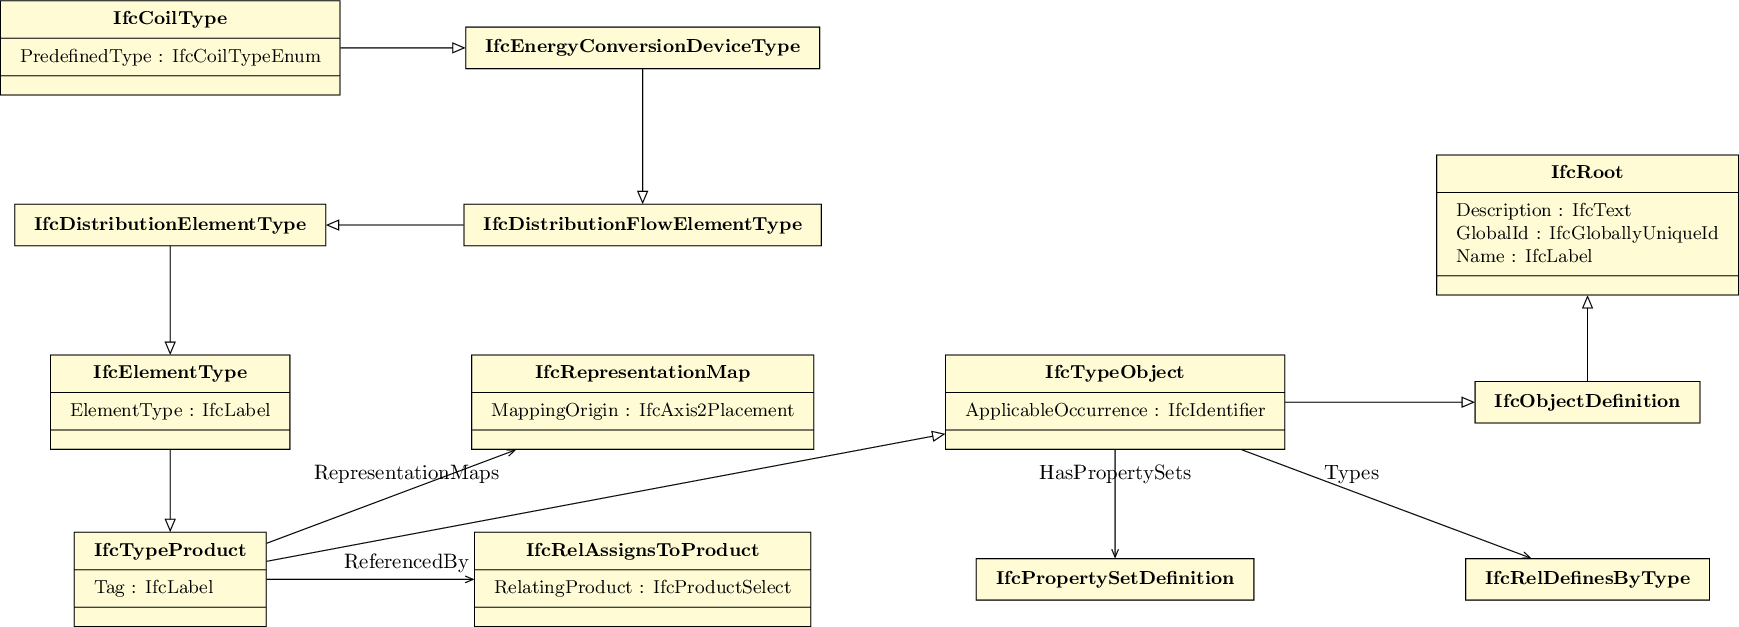 IfcCoilType
PredefinedType : IfcCoilTypeEnum
IfcEnergyConversionDeviceType
IfcRoot
Description : IfcText
GlobalId : IfcGloballyUniqueId
Name : IfcLabel
IfcDistributionElementType
IfcDistributionFlowElementType
IfcElementType
ElementType : IfcLabel
IfcRepresentationMap
MappingOrigin : IfcAxis2Placement
IfcTypeObject
ApplicableOccurrence : IfcIdentifier
IfcObjectDefinition
RepresentationMaps
HasPropertySets
Types
IfcTypeProduct
Tag : IfcLabel
ReferencedBy
IfcRelAssignsToProduct
RelatingProduct : IfcProductSelect
IfcPropertySetDefinition
IfcRelDefinesByType